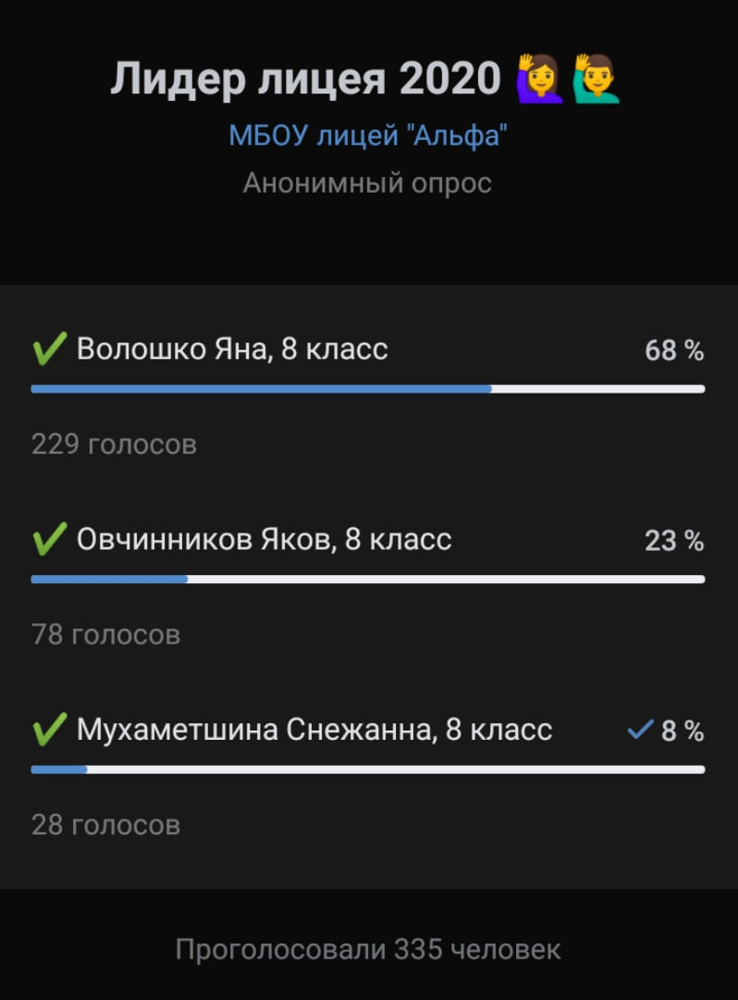 Лидер лицея 2020 🙋‍♀️🙋‍♂️
МБОУ лицей "Альфа"
Анонимный опрос
✔ Волошко Яна, 8 класс 68 %
229 голосов
✔ Овчинников Яков, 8 класс 23 %
78 голосов
✔ Мухаметшина Снежанна, 8 класс ✓ 8 %
28 голосов
Проголосовали 335 человек